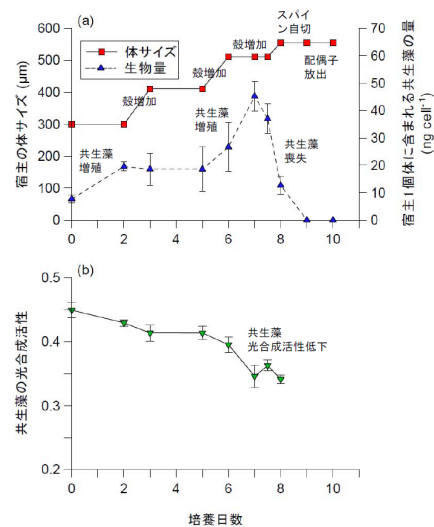 (a)
体サイズ
生物量
殻増加
殻増加
殻増加
スパイ
ン自切
配偶子
放出
共生藻
増殖
共生藻
増殖
共生藻
喪失
宿主の体サイズ (μm)
600
500
400
300
200
100
0
宿主1個体に含まれる共生藻の量
(ng cell⁻¹)
70
60
50
40
30
20
10
0
0 2 4 6 8 10
(b)
共生藻
光合成活性低下
共生藻の光合成活性
0.5
0.4
0.3
0.2
0 2 4 6 8 10
培養日数